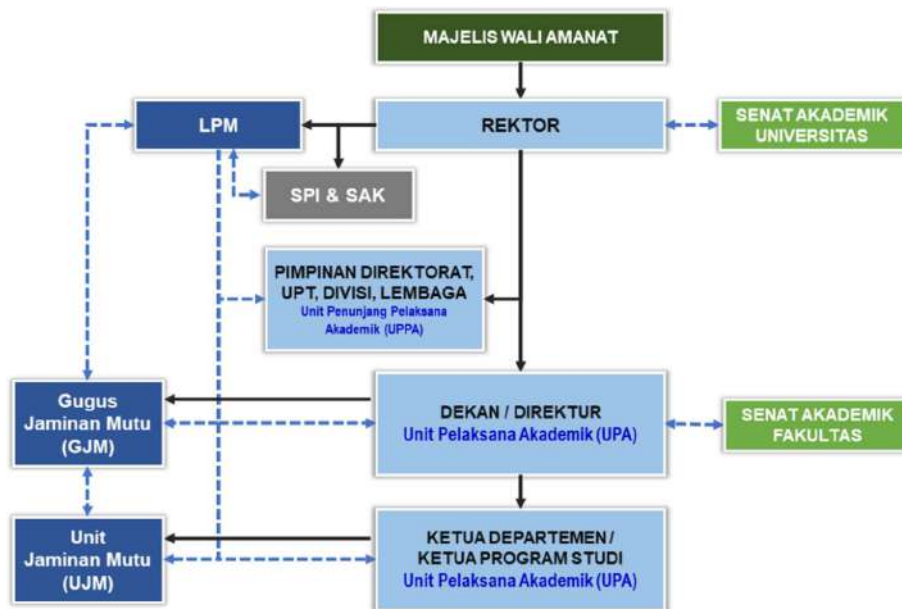 MAJELIS WALI AMANAT
LPM
REKTOR
SENAT AKADEMIK
UNIVERSITAS
SPI & SAK
PIMPINAN DIREKTORAT,
UPT, DIVISI, LEMBAGA
Unit Penunjang Pelaksana
Akademik (UPPA)
Gugus
Jaminan Mutu
(GJM)
DEKAN / DIREKTUR
Unit Pelaksana Akademik (UPA)
SENAT AKADEMIK
FAKULTAS
Unit
Jaminan Mutu
(UJM)
KETUA DEPARTEMEN /
KETUA PROGRAM STUDI
Unit Pelaksana Akademik (UPA)